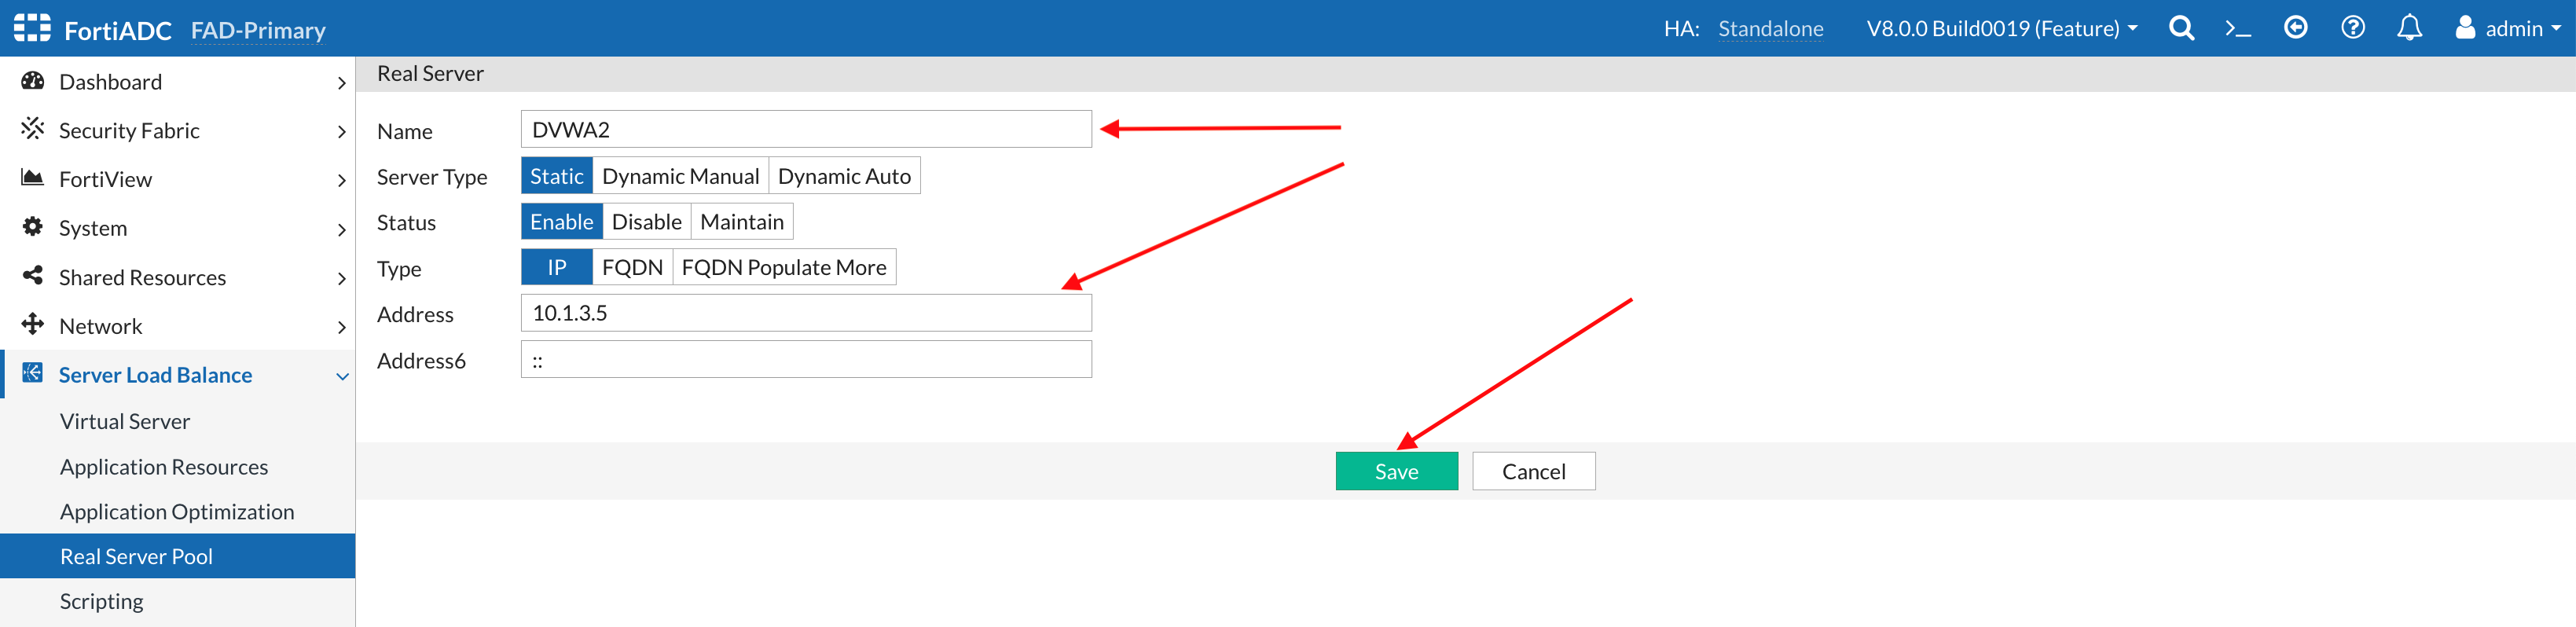 FortiADC FAD-Primary HA: Standalone V8.0.0 Build0019 (Feature) admin
Dashboard
Security Fabric
FortiView
System
Shared Resources
Network
Server Load Balance
Virtual Server
Application Resources
Application Optimization
Real Server Pool
Scripting
Real Server
Name DVWA2
Server Type Static Dynamic Manual Dynamic Auto
Status Enable Disable Maintain
Type IP FQDN FQDN Populate More
Address 10.1.3.5
Address6 ::
Save Cancel